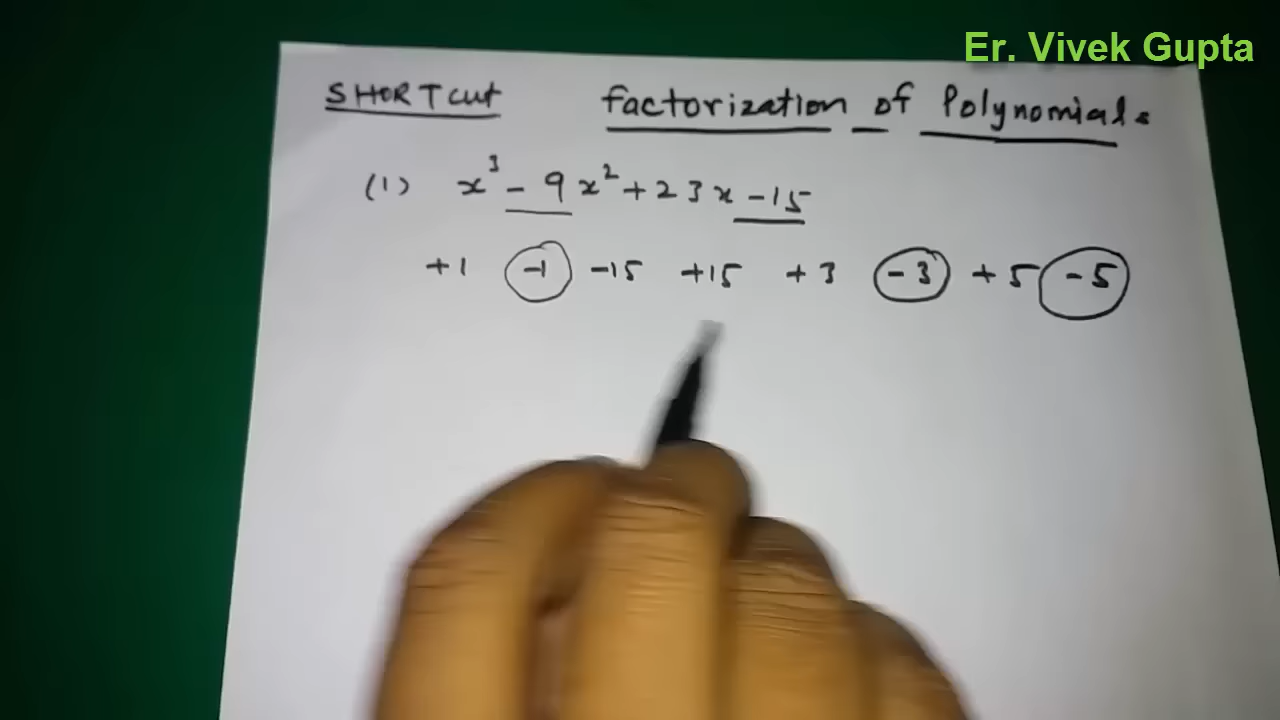 Er. Vivek Gupta
SHORTcut factorization of Polynomials
(1) x³ - 9x² + 23x - 15
+1 -1 -15 +15 +3 -3 +5 -5